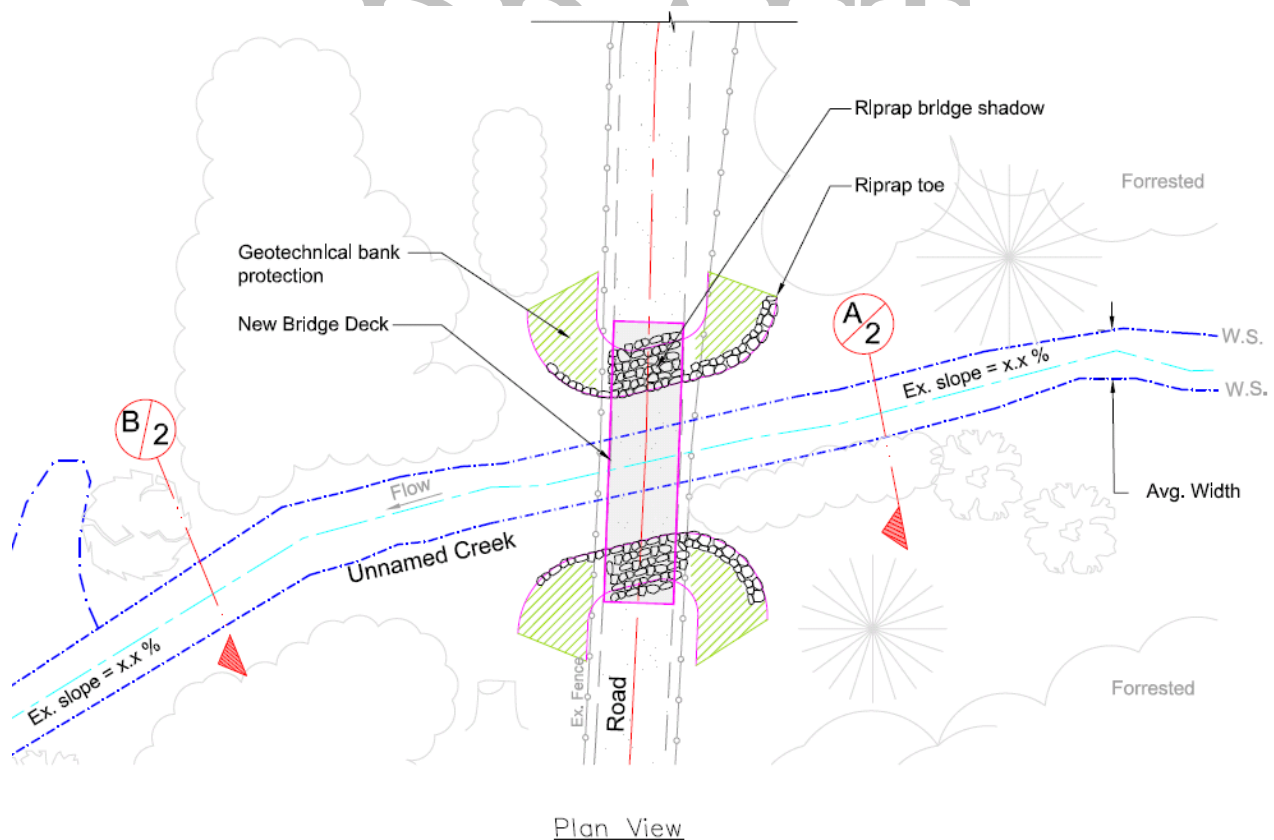 Riprap bridge shadow
Forrested
Riprap toe
Geotechnical bank
protection
New Bridge Deck
A/2
W.S.
Ex. slope = x.x %
W.S.
B/2
Flow
Avg. Width
Unnamed Creek
Ex. slope = x.x %
Ex. Fence
Road
Forrested
Plan View